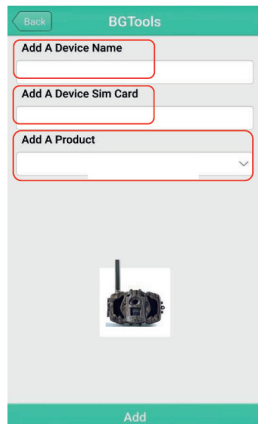 Back
BGTools
Add A Device Name
Add A Device Sim Card
Add A Product
Add